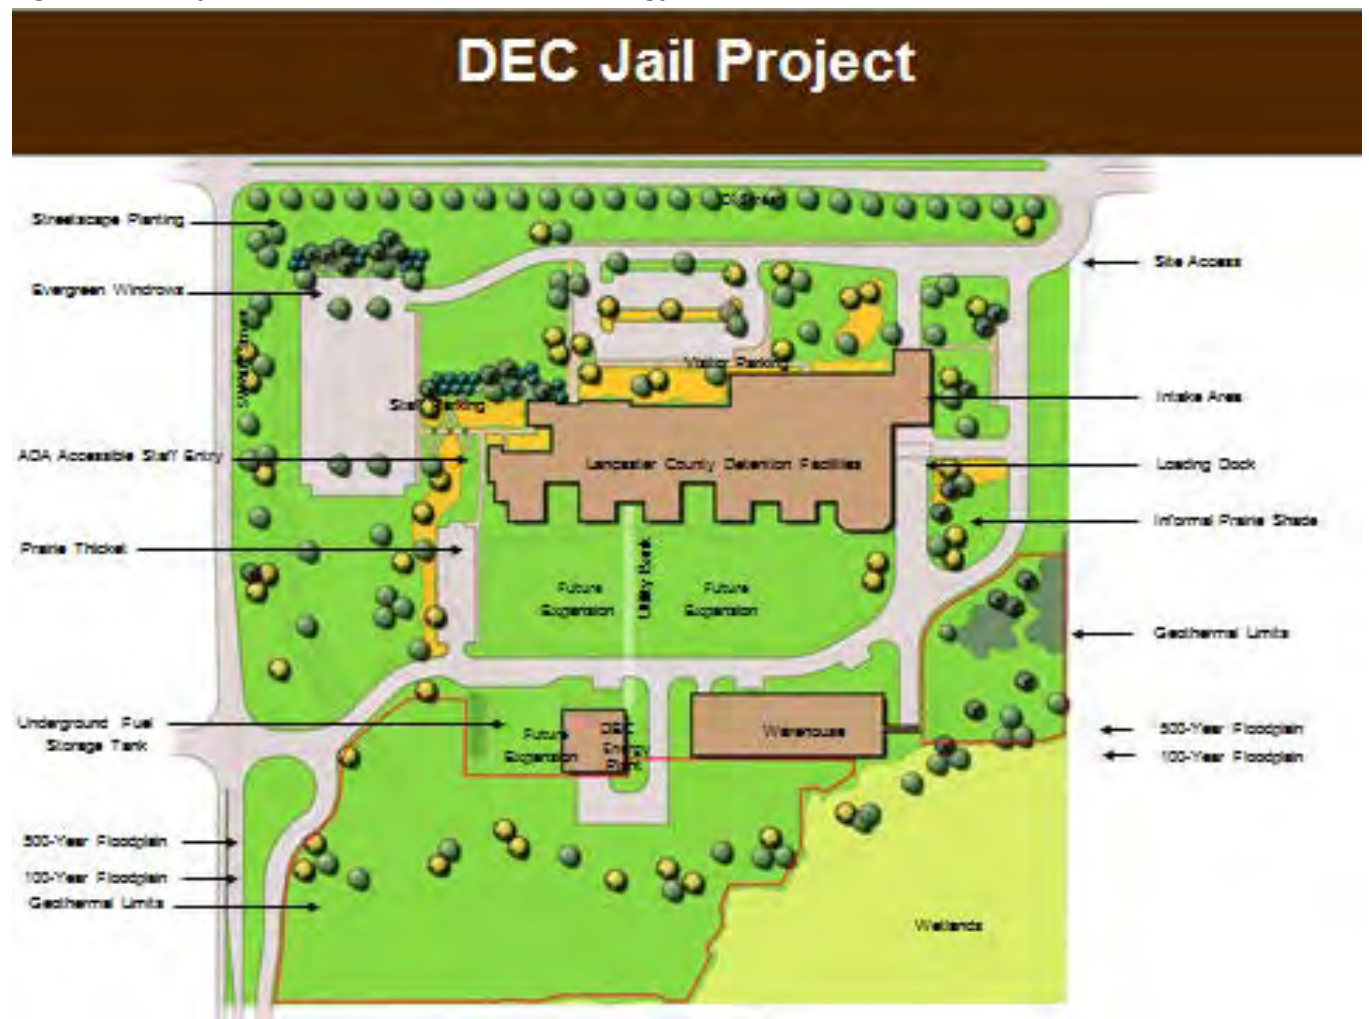 DEC Jail Project
Streetscape Planting
Evergreen Windrows
Site Access
Visitor Parking
Staff Parking
Intake Area
ADA Accessible Staff Entry
Lancaster County Detention Facilities
Loading Dock
Informal Prairie Shade
Prairie Thicket
Future
Expansion
Utility Bank
Future
Expansion
Geothermal Limits
Underground Fuel
Storage Tank
Future
Expansion
DEC
Energy
Warehouse
500-Year Floodplain
100-Year Floodplain
500-Year Floodplain
100-Year Floodplain
Geothermal Limits
Wetlands